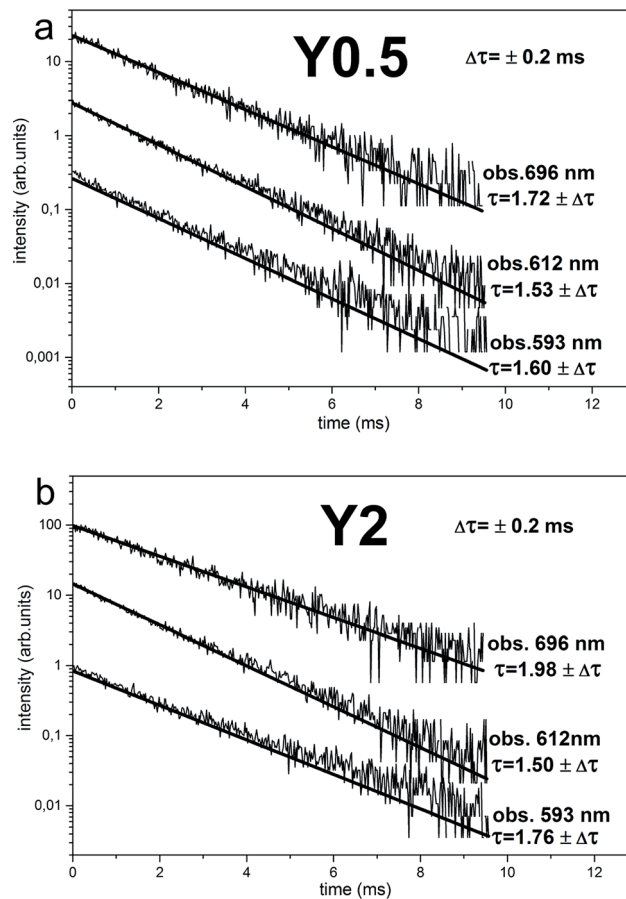 a
Y0.5
Δτ= ± 0.2 ms
10
1
0,1
0,01
0,001
intensity (arb.units)
obs.696 nm
τ=1.72 ± Δτ
obs.612 nm
τ=1.53 ± Δτ
obs.593 nm
τ=1.60 ± Δτ
0 2 4 6 8 10 12
time (ms)
b
Y2
Δτ= ± 0.2 ms
100
10
1
0,1
0,01
intensity (arb.units)
obs. 696 nm
τ=1.98 ± Δτ
obs. 612nm
τ=1.50 ± Δτ
obs. 593 nm
τ=1.76 ± Δτ
0 2 4 6 8 10 12
time (ms)